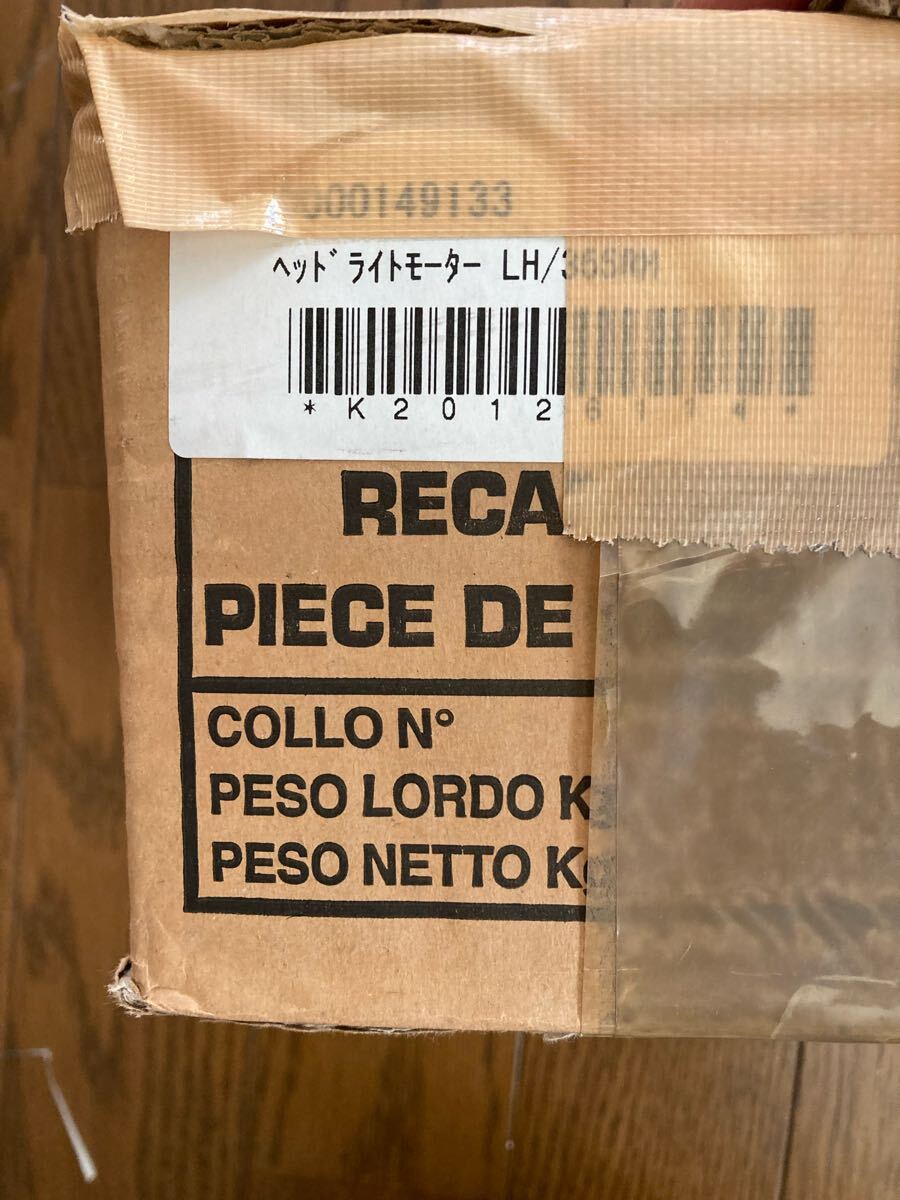 000149133
ﾍｯﾄﾞﾗｲﾄﾓｰﾀｰ LH/355RH
*K2012
RECA
PIECE DE
COLLO N°
PESO LORDO K
PESO NETTO Kg